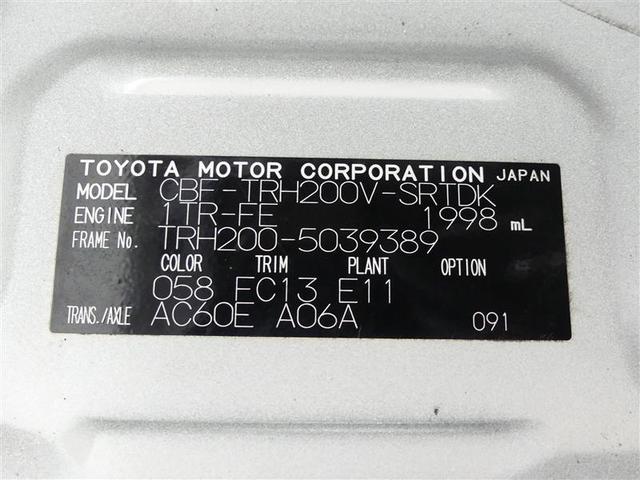 TOYOTA MOTOR CORPORATION JAPAN
MODEL CBF-TRH200V-SRTDK
ENGINE 1TR-FE 1998 mL
FRAME No. TRH200-5039389
COLOR TRIM PLANT OPTION
058 FC13 E11
TRANS./AXLE AC60E A06A 091